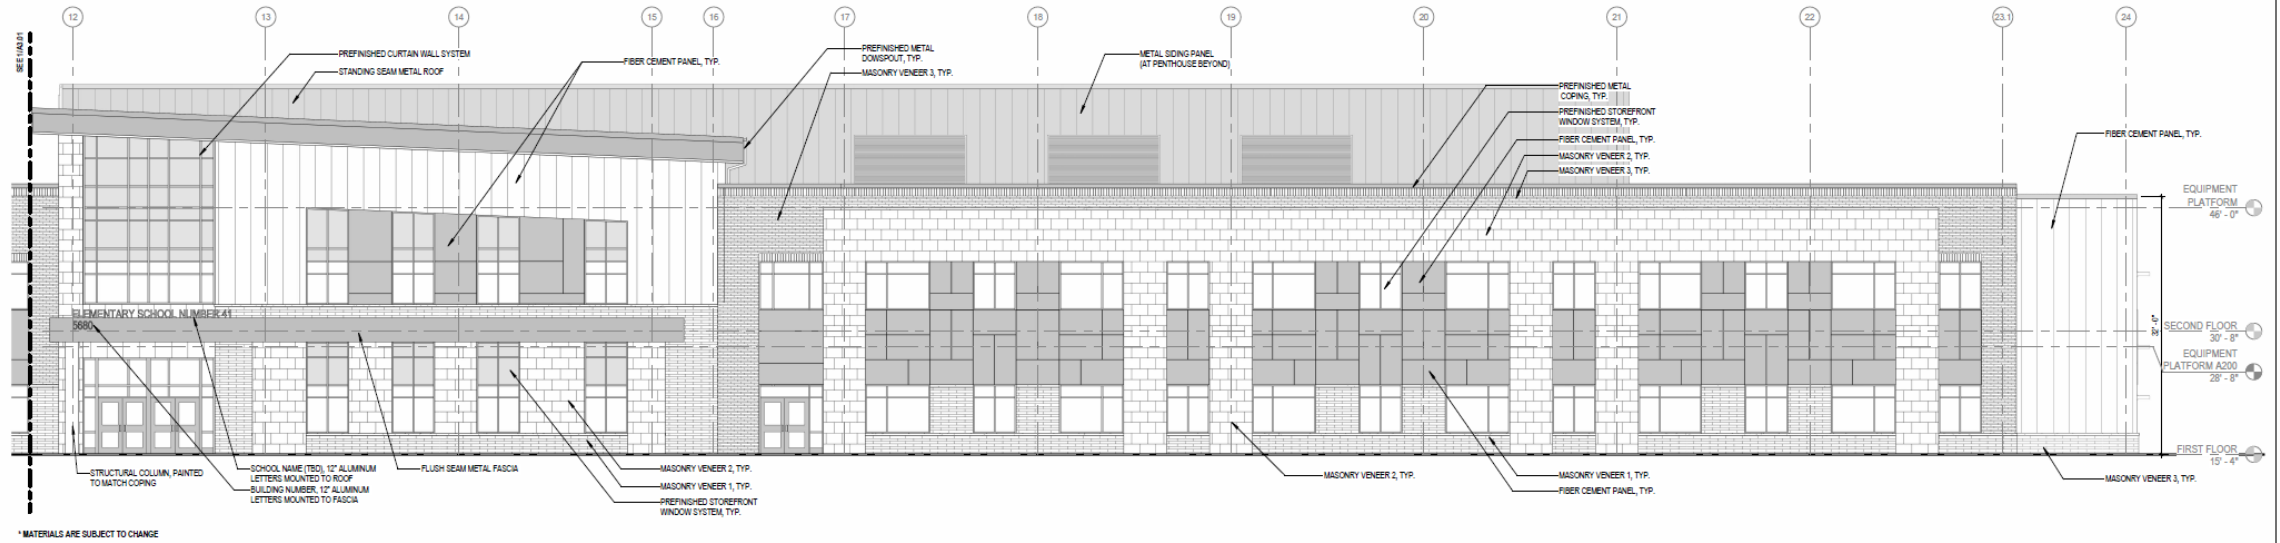 12
13
14
15
16
17
18
19
20
21
22
23.1
24
SEE 1/A3.01
PREFINISHED CURTAIN WALL SYSTEM
STANDING SEAM METAL ROOF
FIBER CEMENT PANEL, TYP.
PREFINISHED METAL
DOWSPOUT, TYP.
MASONRY VENEER 3, TYP.
METAL SIDING PANEL
(AT PENTHOUSE BEYOND)
PREFINISHED METAL
COPING, TYP.
PREFINISHED STOREFRONT
WINDOW SYSTEM, TYP.
FIBER CEMENT PANEL, TYP.
MASONRY VENEER 2, TYP.
MASONRY VENEER 3, TYP.
FIBER CEMENT PANEL, TYP.
EQUIPMENT
PLATFORM
46' - 0"
SECOND FLOOR
30' - 8"
EQUIPMENT
PLATFORM A200
28' - 8"
FIRST FLOOR
15' - 4"
32' - 0"
ELEMENTARY SCHOOL NUMBER 41
5680
STRUCTURAL COLUMN, PAINTED
TO MATCH COPING
SCHOOL NAME (TBD), 12" ALUMINUM
LETTERS MOUNTED TO ROOF
BUILDING NUMBER, 12" ALUMINUM
LETTERS MOUNTED TO FASCIA
FLUSH SEAM METAL FASCIA
MASONRY VENEER 2, TYP.
MASONRY VENEER 1, TYP.
PREFINISHED STOREFRONT
WINDOW SYSTEM, TYP.
MASONRY VENEER 2, TYP.
MASONRY VENEER 1, TYP.
FIBER CEMENT PANEL, TYP.
MASONRY VENEER 3, TYP.
* MATERIALS ARE SUBJECT TO CHANGE